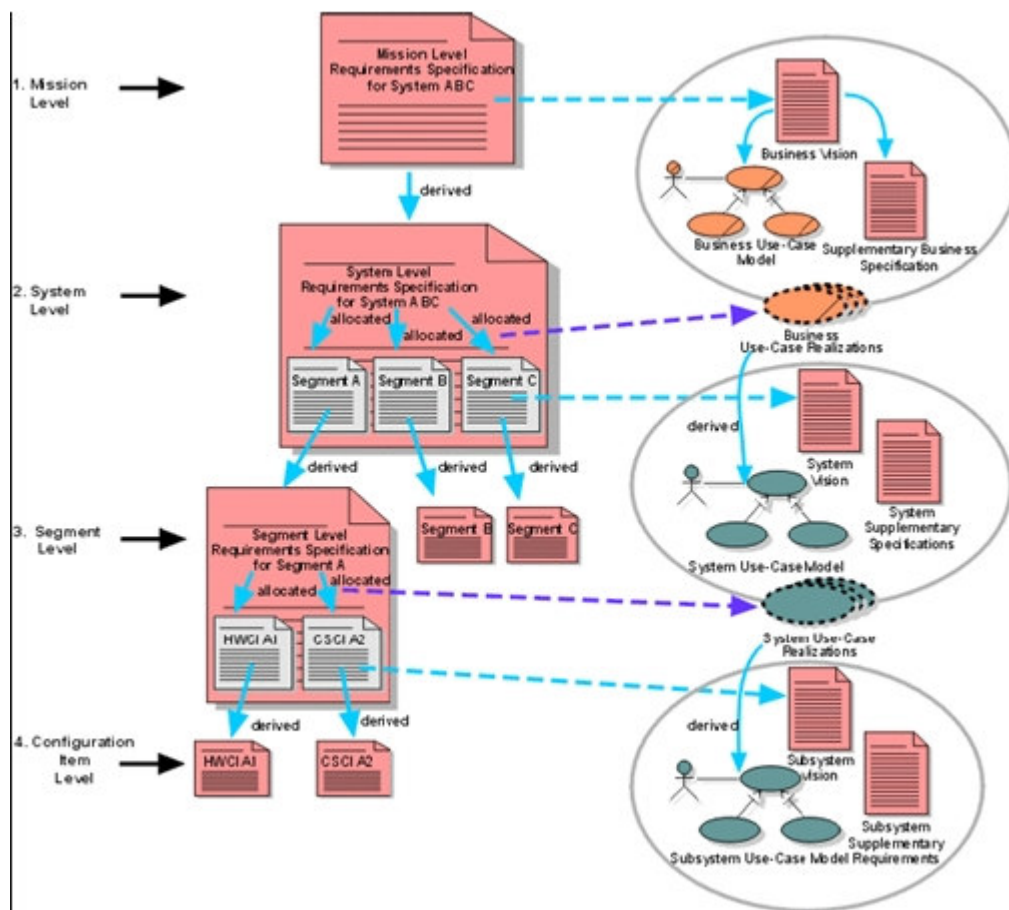 1. Mission
Level
Mission Level
Requirements Specification
for System ABC
derived
Business Vision
Business Use-Case
Model
Supplementary Business
Specification
2. System
Level
System Level
Requirements Specification
for System ABC
allocated
allocated
allocated
Segment A
Segment B
Segment C
derived
derived
derived
Business
Use-Case Realizations
derived
System
Vision
System
Supplementary
Specifications
System Use-Case Model
3. Segment
Level
Segment Level
Requirements Specification
for Segment A
allocated
allocated
Segment B
Segment C
HWCI A1
CSCI A2
derived
derived
System Use-Case
Realizations
derived
Subsystem
Vision
Subsystem
Supplementary
Subsystem Use-Case Model Requirements
4. Configuration
Item
Level
HWCI A1
CSCI A2